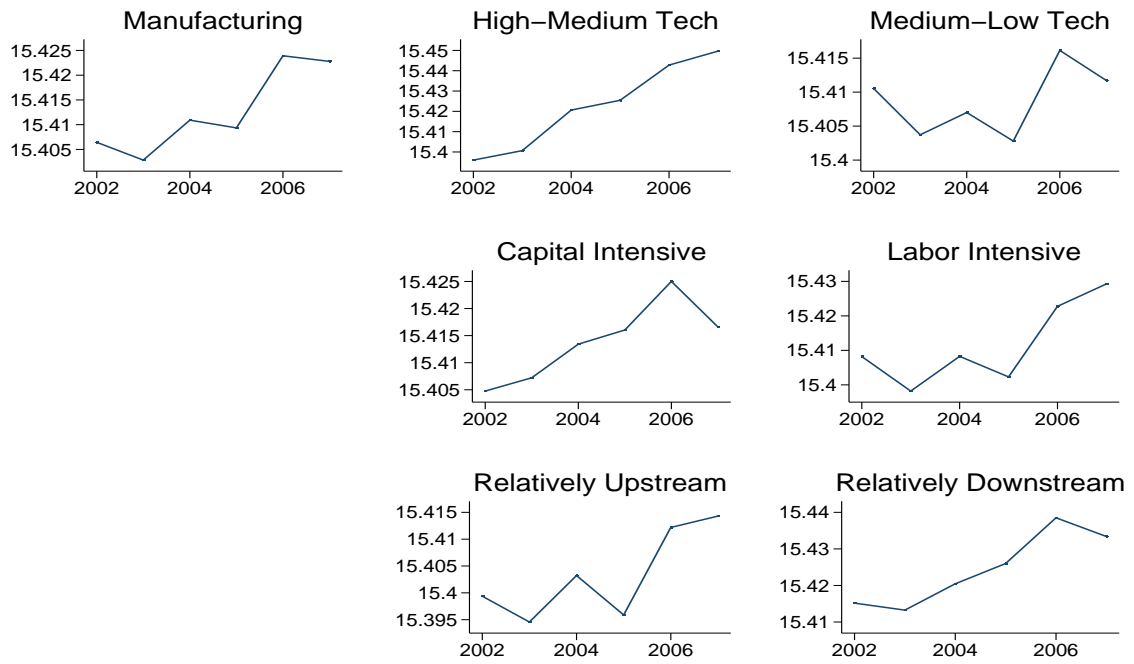 Manufacturing
15.425
15.42
15.415
15.41
15.405
2002 2004 2006
High−Medium Tech
15.45
15.44
15.43
15.42
15.41
15.4
2002 2004 2006
Medium−Low Tech
15.415
15.41
15.405
15.4
2002 2004 2006
Capital Intensive
15.425
15.42
15.415
15.41
15.405
2002 2004 2006
Labor Intensive
15.43
15.42
15.41
15.4
2002 2004 2006
Relatively Upstream
15.415
15.41
15.405
15.4
15.395
2002 2004 2006
Relatively Downstream
15.44
15.43
15.42
15.41
2002 2004 2006